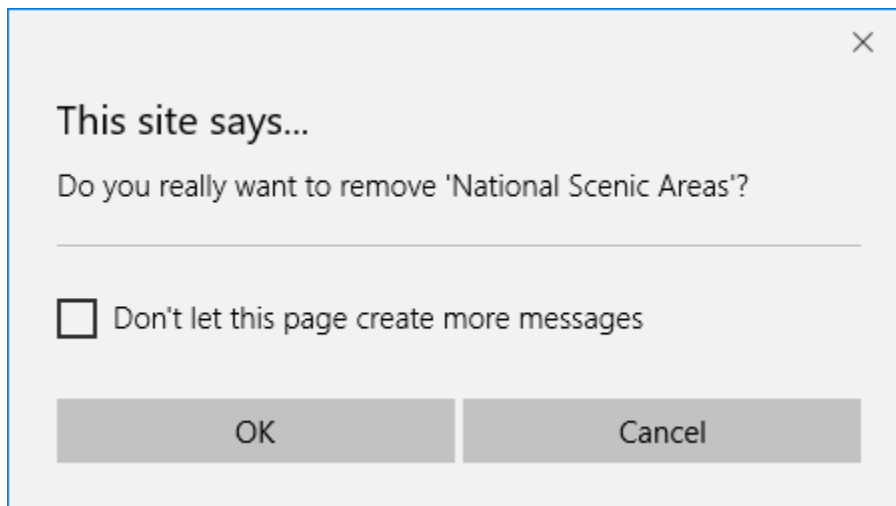 This site says...
Do you really want to remove 'National Scenic Areas'?
Don't let this page create more messages
OK
Cancel